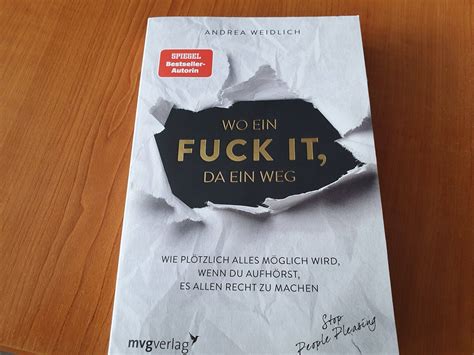 ANDREA WEIDLICH
SPIEGEL
Bestseller-
Autorin
WO EIN
FUCK IT,
DA EIN WEG
WIE PLÖTZLICH ALLES MÖGLICH WIRD,
WENN DU AUFHÖRST,
ES ALLEN RECHT ZU MACHEN
Stop
People Pleasing
mvgverlag